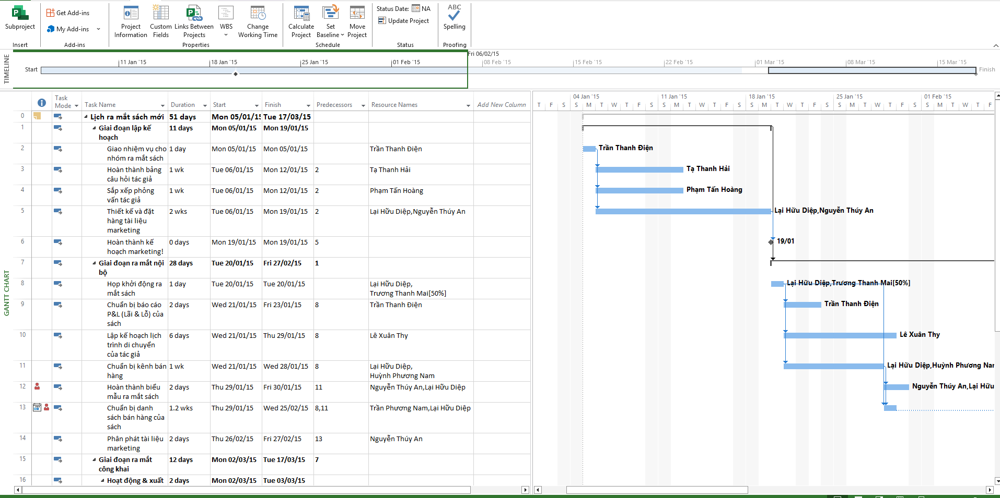 Subproject
Insert
Get Add-ins
My Add-ins
Add-ins
Project Information
Custom Fields
Links Between Projects
WBS
Change Working Time
Properties
Calculate Project
Set Baseline
Move Project
Schedule
Status Date: NA
Update Project
Status
ABC
Spelling
Proofing
TIMELINE
Fri 06/02/15
Start
11 Jan '15
18 Jan '15
25 Jan '15
01 Feb '15
08 Feb '15
15 Feb '15
22 Feb '15
01 Mar '15
08 Mar '15
15 Mar '15
Finish
GANTT CHART
Task Mode
Task Name
Duration
Start
Finish
Predecessors
Resource Names
Add New Column
0 Lịch ra mắt sách mới 51 days Mon 05/01/15 Tue 17/03/15
1 Giai đoạn lập kế 11 days Mon 05/01/15 Mon 19/01/15
hoạch
2 Giao nhiệm vụ cho 1 day Mon 05/01/15 Mon 05/01/15 Trần Thanh Điện
nhóm ra mắt sách
3 Hoàn thành bảng 1 wk Tue 06/01/15 Mon 12/01/15 2 Tạ Thanh Hải
câu hỏi tác giả
4 Sắp xếp phỏng 1 wk Tue 06/01/15 Mon 12/01/15 2 Phạm Tấn Hoàng
vấn tác giả
5 Thiết kế và đặt 2 wks Tue 06/01/15 Mon 19/01/15 2 Lại Hữu Diệp,Nguyễn Thúy An
hàng tài liệu
marketing
6 Hoàn thành kế 0 days Mon 19/01/15 Mon 19/01/15 5
hoạch marketing!
7 Giai đoạn ra mắt nội 28 days Tue 20/01/15 Fri 27/02/15 1
bộ
8 Họp khởi động ra 1 day Tue 20/01/15 Tue 20/01/15 Lại Hữu Diệp,
mắt sách Trương Thanh Mai[50%]
9 Chuẩn bị báo cáo 2 days Wed 21/01/15 Fri 23/01/15 8 Trần Thanh Điện
P&L (Lãi & Lỗ) của
sách
10 Lập kế hoạch lịch 6 days Wed 21/01/15 Thu 29/01/15 8 Lê Xuân Thy
trình di chuyển
của tác giả
11 Chuẩn bị kênh bán 1 wk Wed 21/01/15 Wed 28/01/15 8 Lại Hữu Diệp,
hàng Huỳnh Phương Nam
12 Hoàn thành biểu 2 days Thu 29/01/15 Fri 30/01/15 11 Nguyễn Thúy An,Lại Hữu Diệp
mẫu ra mắt sách
13 Chuẩn bị danh 1.2 wks Thu 29/01/15 Wed 25/02/15 8,11 Trần Phương Nam,Lại Hữu Diệp
sách bán hàng của
sách
14 Phân phát tài liệu 2 days Thu 26/02/15 Fri 27/02/15 13 Nguyễn Thúy An
marketing
15 Giai đoạn ra mắt 12 days Mon 02/03/15 Tue 17/03/15 7
công khai
16 Hoạt động & xuất 2 days Mon 02/03/15 Tue 03/03/15
04 Jan '15
11 Jan '15
18 Jan '15
25 Jan '15
01 Feb '15
T F S S M T W T F S S M T W T F S S M T W T F S S M T W T F S S M T W T F
Trần Thanh Điện
Tạ Thanh Hải
Phạm Tấn Hoàng
Lại Hữu Diệp,Nguyễn Thúy An
19/01
Lại Hữu Diệp,Trương Thanh Mai[50%]
Trần Thanh Điện
Lê Xuân Thy
Lại Hữu Diệp,Huỳnh Phương Nar
Nguyễn Thúy An,Lại Hữu